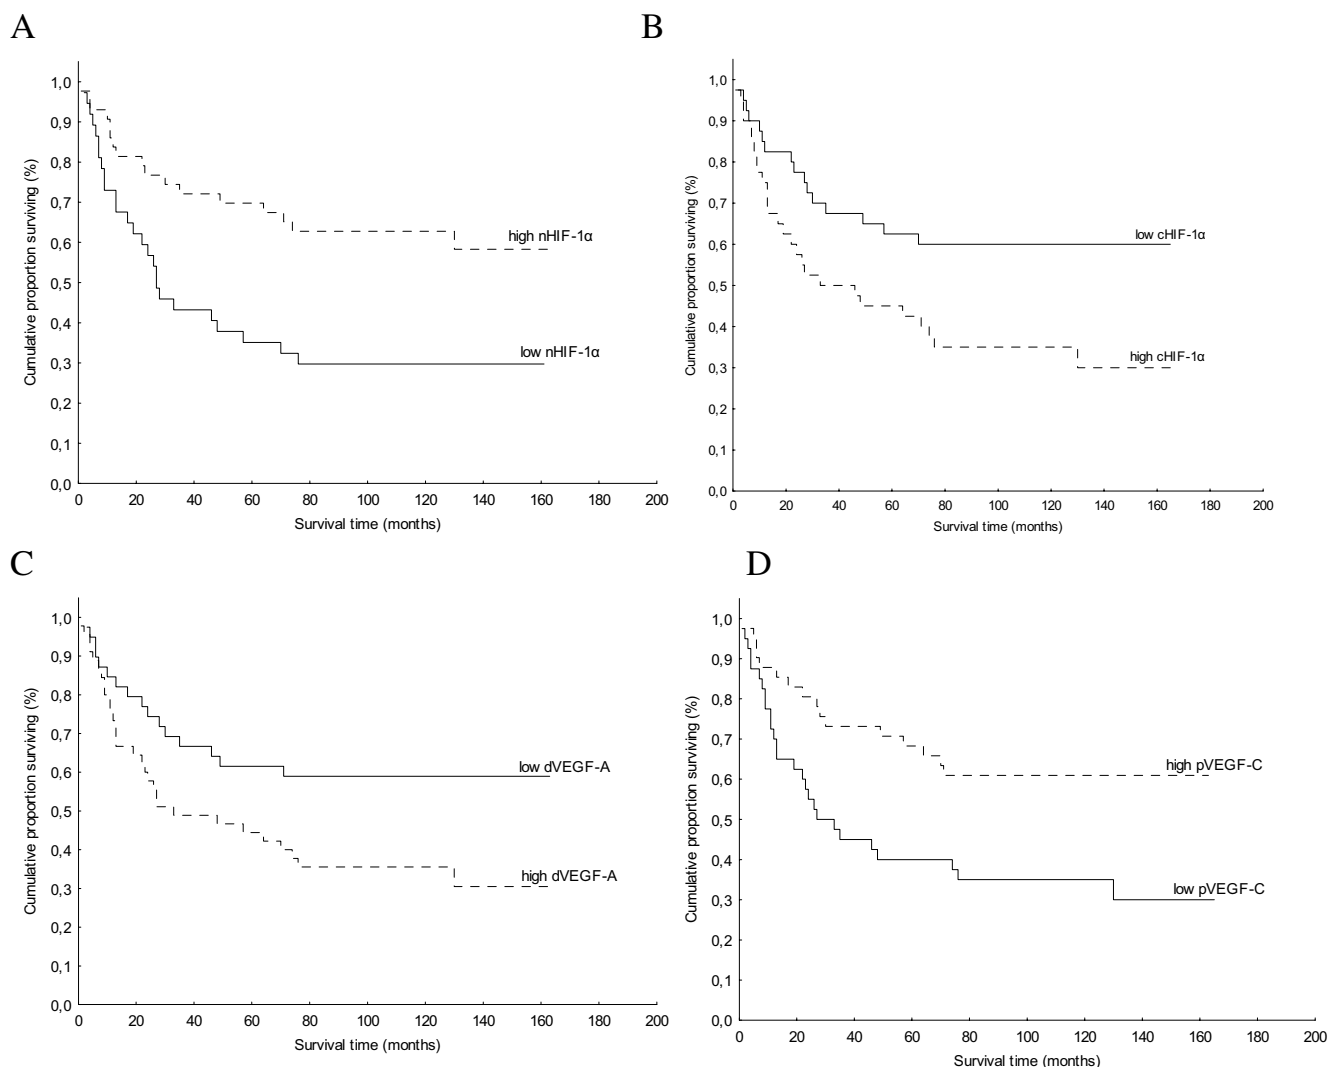 A
Cumulative proportion surviving (%)
1,0
0,9
0,8
0,7
0,6
0,5
0,4
0,3
0,2
0,1
0,0
high nHIF-1α
low nHIF-1α
0 20 40 60 80 100 120 140 160 180 200
Survival time (months)
B
Cumulative proportion surviving (%)
1,0
0,9
0,8
0,7
0,6
0,5
0,4
0,3
0,2
0,1
0,0
low cHIF-1α
high cHIF-1α
0 20 40 60 80 100 120 140 160 180 200
Survival time (months)
C
Cumulative proportion surviving (%)
1,0
0,9
0,8
0,7
0,6
0,5
0,4
0,3
0,2
0,1
0,0
low dVEGF-A
high dVEGF-A
0 20 40 60 80 100 120 140 160 180 200
Survival time (months)
D
Cumulative proportion surviving (%)
1,0
0,9
0,8
0,7
0,6
0,5
0,4
0,3
0,2
0,1
0,0
high pVEGF-C
low pVEGF-C
0 20 40 60 80 100 120 140 160 180 200
Survival time (months)